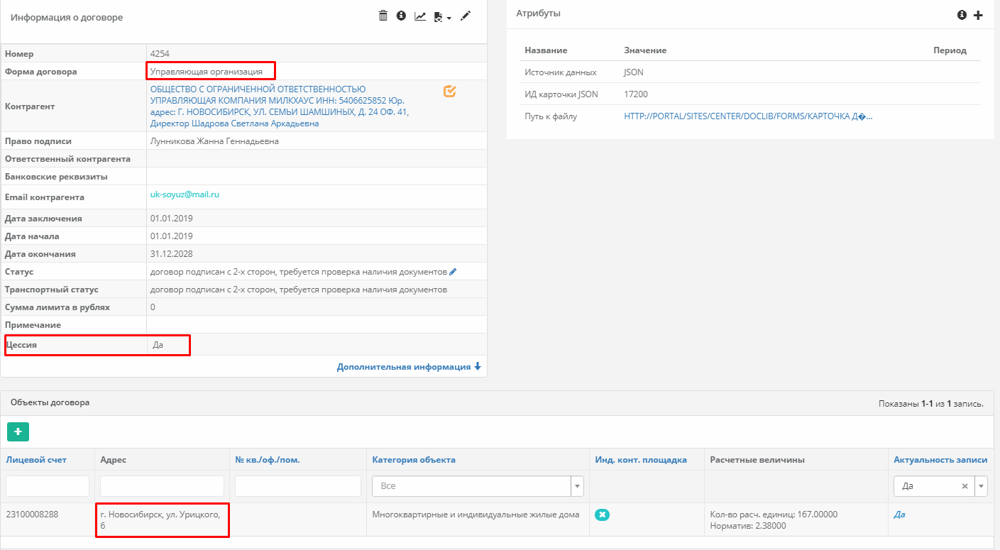 Информация о договоре
Номер 4254
Форма договора Управляющая организация
Контрагент
ОБЩЕСТВО С ОГРАНИЧЕННОЙ ОТВЕТСТВЕННОСТЬЮ
УПРАВЛЯЮЩАЯ КОМПАНИЯ МИЛКХАУС ИНН: 5406625852 Юр.
адрес: Г. НОВОСИБИРСК, УЛ. СЕМЬИ ШАМШИНЫХ, Д. 24 ОФ. 41,
Директор Шадрова Светлана Аркадьевна
Право подписи Лунникова Жанна Геннадьевна
Ответственный контрагента
Банковские реквизиты
Email контрагента uk-soyuz@mail.ru
Дата заключения 01.01.2019
Дата начала 01.01.2019
Дата окончания 31.12.2028
Статус договор подписан с 2-х сторон, требуется проверка наличия документов
Транспортный статус договор подписан с 2-х сторон, требуется проверка наличия документов
Сумма лимита в рублях 0
Примечание
Цессия Да
Дополнительная информация
Атрибуты
Название Значение Период
Источник данных JSON
ИД карточки JSON 17200
Путь к файлу HTTP://PORTAL/SITES/CENTER/DOCLIB/FORMS/КАРТОЧКА Д�...
Объекты договора Показаны 1-1 из 1 запись.
Лицевой счет Адрес № кв./оф./пом. Категория объекта Инд. конт. площадка Расчетные величины Актуальность записи
Все Да
23100008288 г. Новосибирск, ул. Урицкого, Многоквартирные и индивидуальные жилые дома Кол-во расч. единиц: 167.00000 Да
6 Норматив: 2.38000